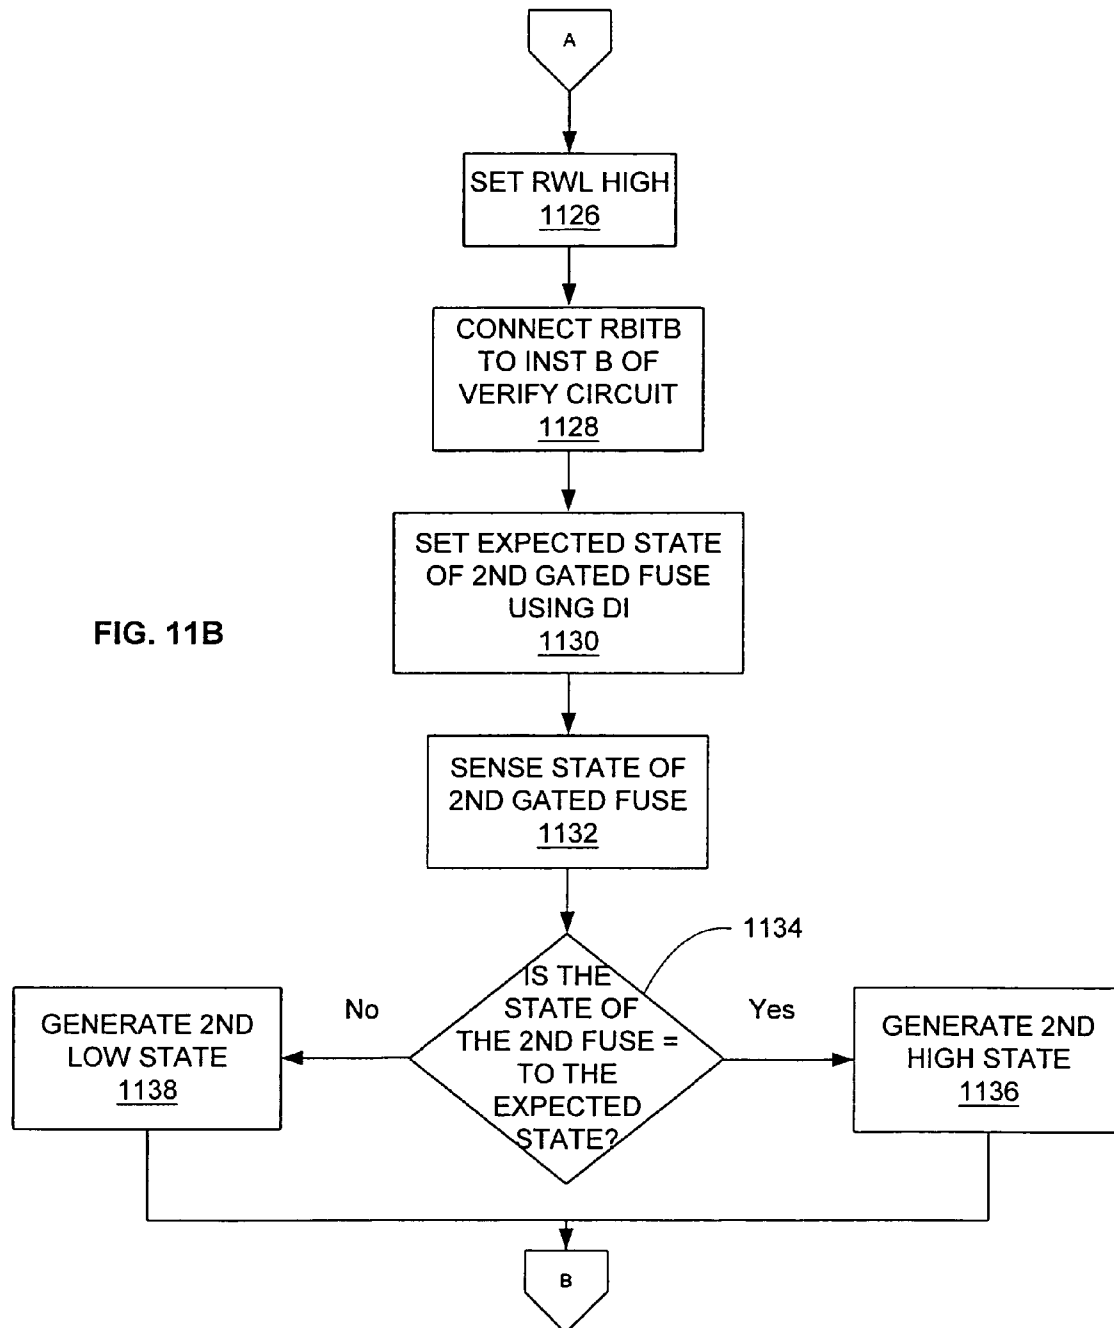 A
SET RWL HIGH
1126
CONNECT RBITB
TO INST B OF
VERIFY CIRCUIT
1128
SET EXPECTED STATE
OF 2ND GATED FUSE
USING DI
1130
FIG. 11B
SENSE STATE OF
2ND GATED FUSE
1132
1134
IS THE
STATE OF
THE 2ND FUSE =
TO THE
EXPECTED
STATE?
No
Yes
GENERATE 2ND
LOW STATE
1138
GENERATE 2ND
HIGH STATE
1136
B